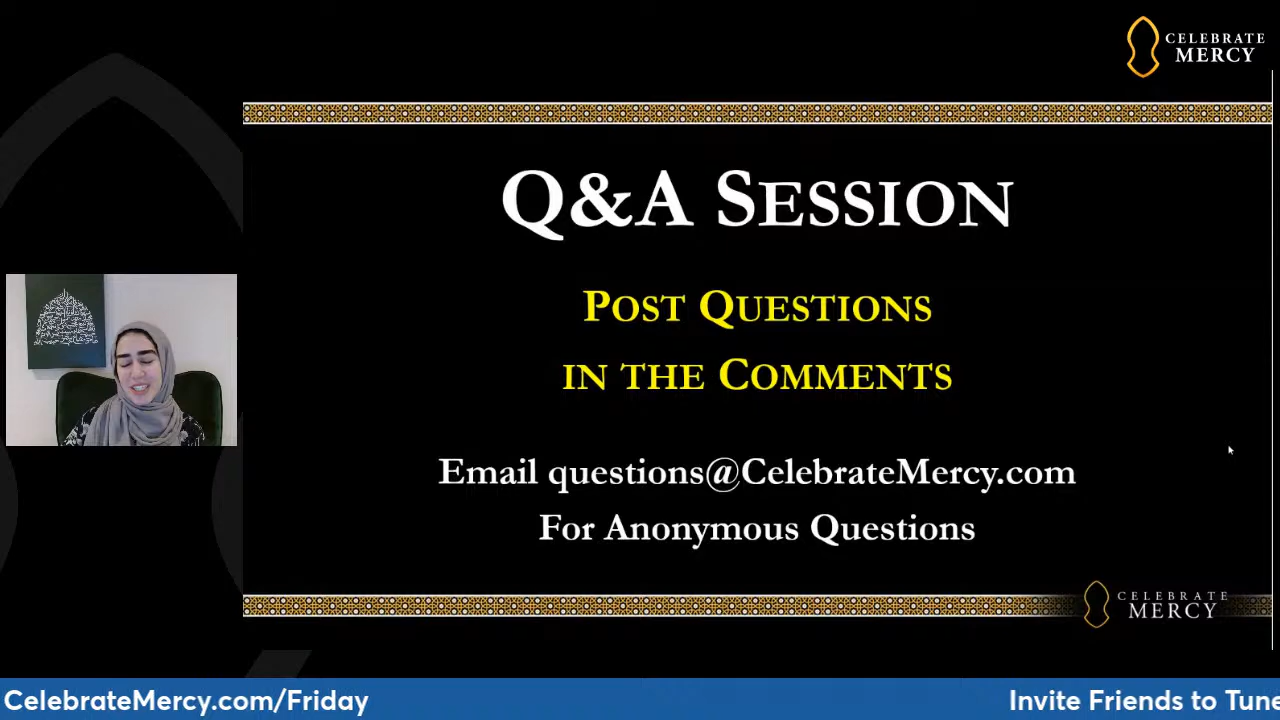 CELEBRATE
MERCY
Q&A SESSION
POST QUESTIONS
IN THE COMMENTS
Email questions@CelebrateMercy.com
For Anonymous Questions
CELEBRATE
MERCY
CelebrateMercy.com/Friday
Invite Friends to Tune